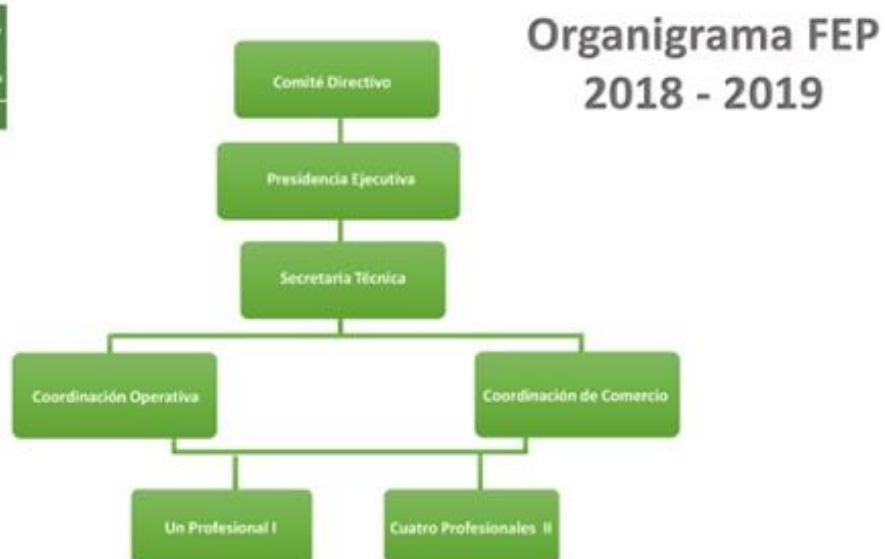 Organigrama FEP
2018 - 2019
Comité Directivo
Presidencia Ejecutiva
Secretaria Técnica
Coordinación Operativa
Coordinación de Comercio
Un Profesional I
Cuatro Profesionales II